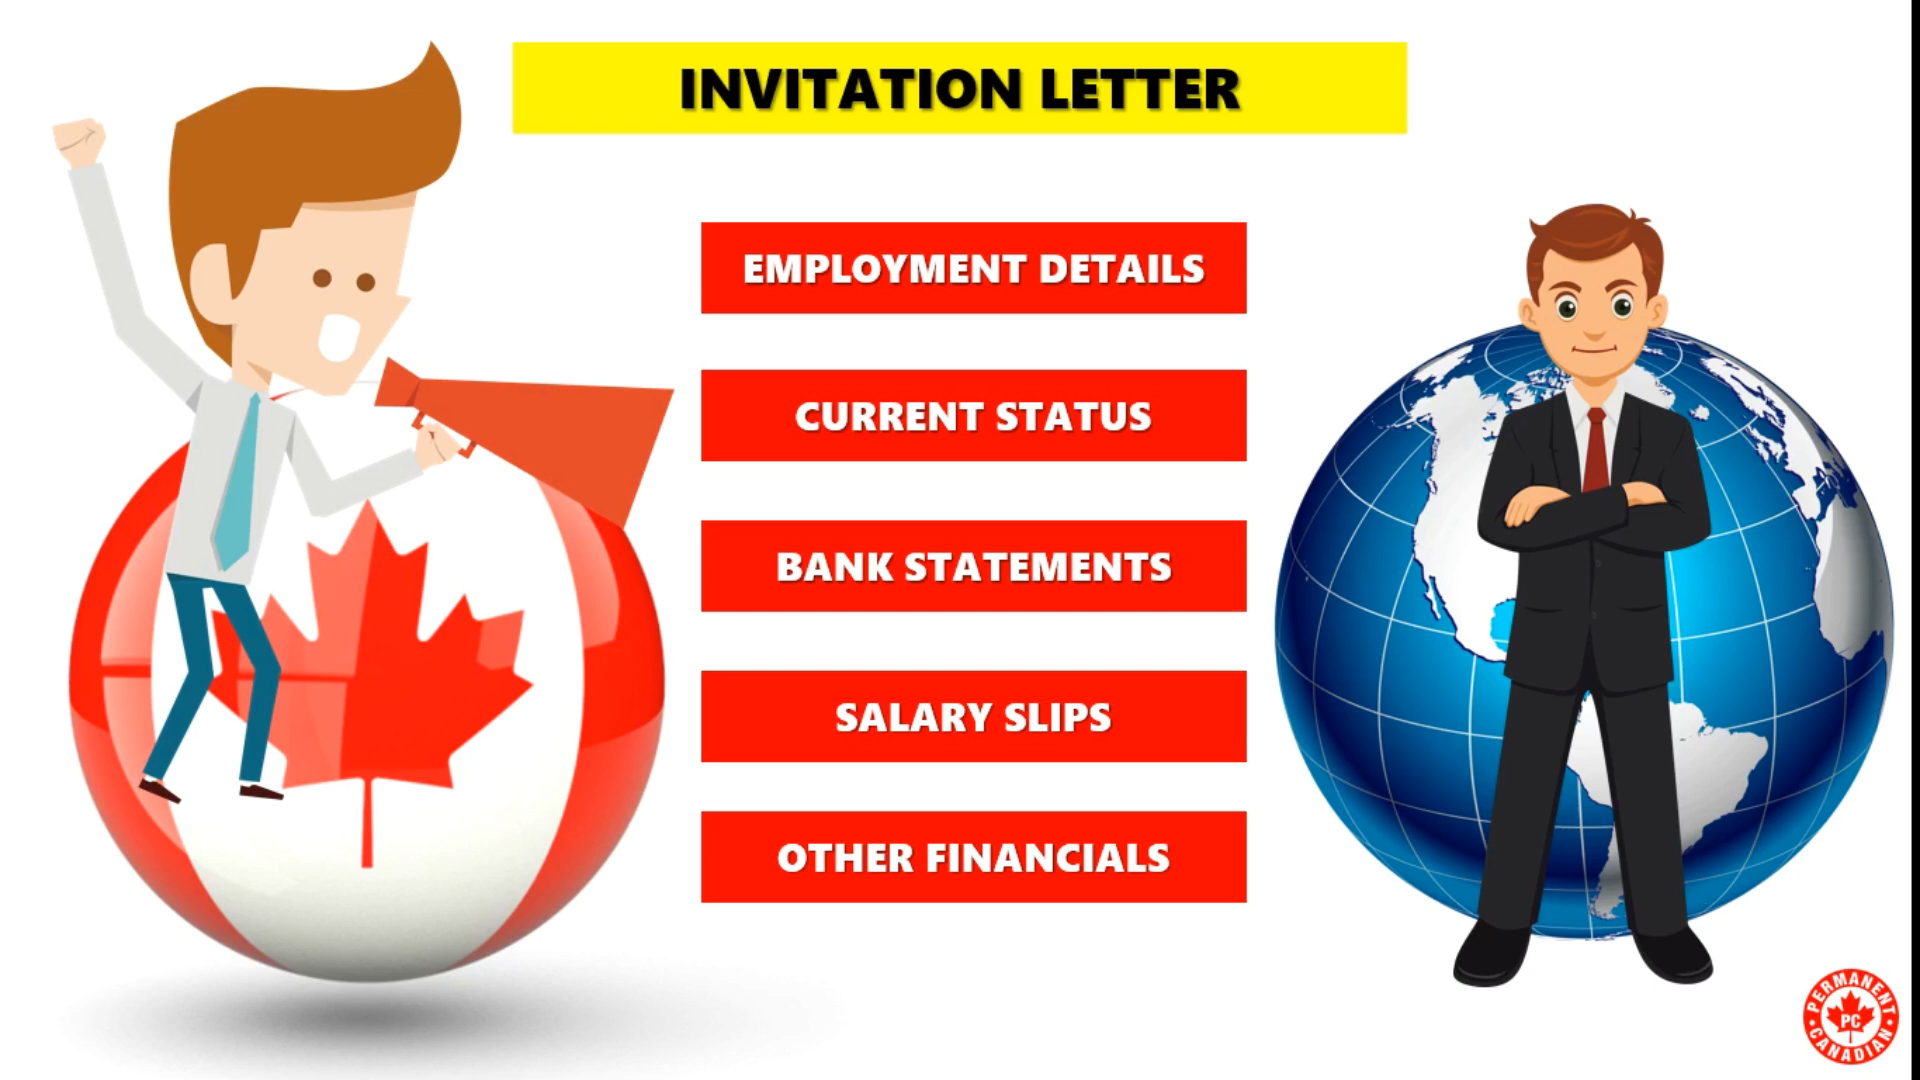 INVITATION LETTER
EMPLOYMENT DETAILS
CURRENT STATUS
BANK STATEMENTS
SALARY SLIPS
OTHER FINANCIALS
PERMANENT
PC
CANADIAN